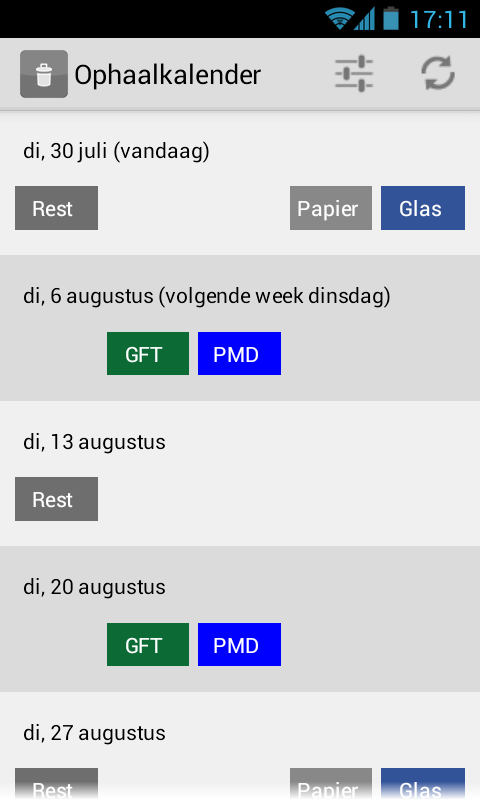 17:11
Ophaalkalender
di, 30 juli (vandaag)
Rest Papier Glas
di, 6 augustus (volgende week dinsdag)
GFT PMD
di, 13 augustus
Rest
di, 20 augustus
GFT PMD
di, 27 augustus
Rest Papier Glas